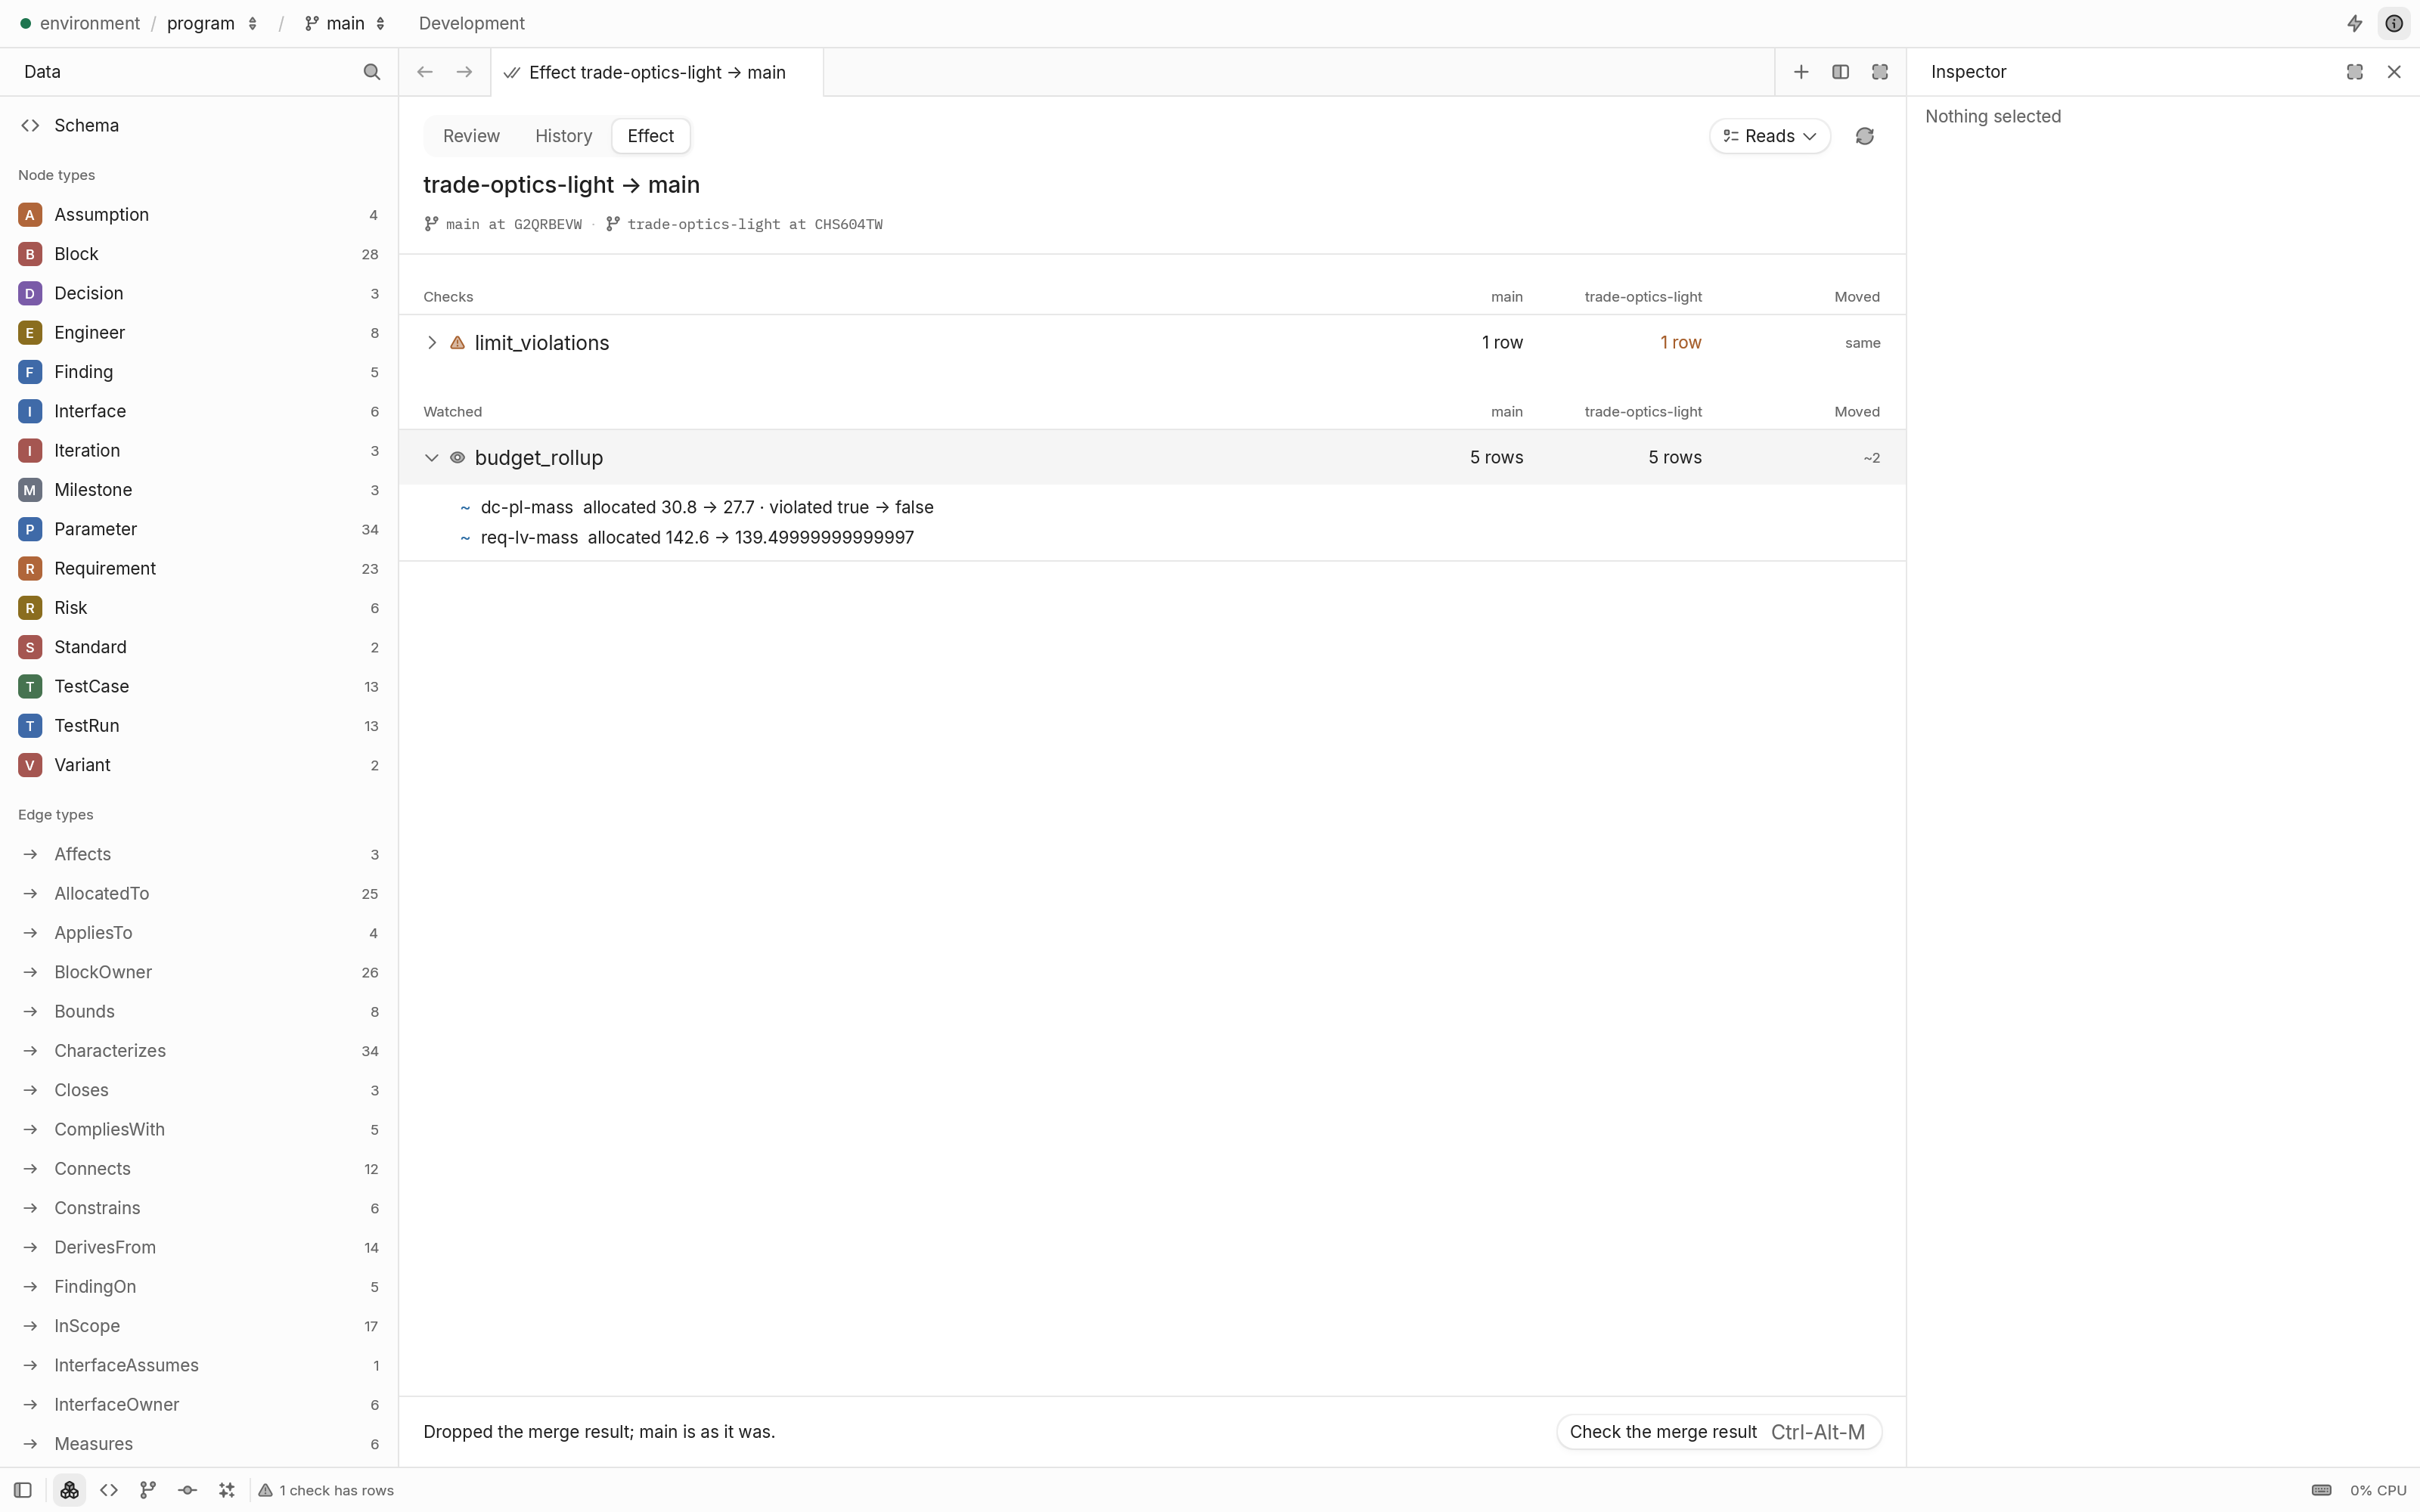 environment / program / main Development
Data
Effect trade-optics-light → main
Inspector
Nothing selected
Schema
Node types
A Assumption 4
B Block 28
D Decision 3
E Engineer 8
F Finding 5
I Interface 6
I Iteration 3
M Milestone 3
P Parameter 34
R Requirement 23
R Risk 6
S Standard 2
T TestCase 13
T TestRun 13
V Variant 2
Edge types
→ Affects 3
→ AllocatedTo 25
→ AppliesTo 4
→ BlockOwner 26
→ Bounds 8
→ Characterizes 34
→ Closes 3
→ CompliesWith 5
→ Connects 12
→ Constrains 6
→ DerivesFrom 14
→ FindingOn 5
→ InScope 17
→ InterfaceAssumes 1
→ InterfaceOwner 6
→ Measures 6
Review History Effect
Reads
trade-optics-light → main
main at G2QRBEVW · trade-optics-light at CHS604TW
Checks main trade-optics-light Moved
limit_violations 1 row 1 row same
Watched main trade-optics-light Moved
budget_rollup 5 rows 5 rows ~2
~ dc-pl-mass allocated 30.8 → 27.7 · violated true → false
~ req-lv-mass allocated 142.6 → 139.49999999999997
Dropped the merge result; main is as it was.
Check the merge result Ctrl-Alt-M
1 check has rows
0% CPU